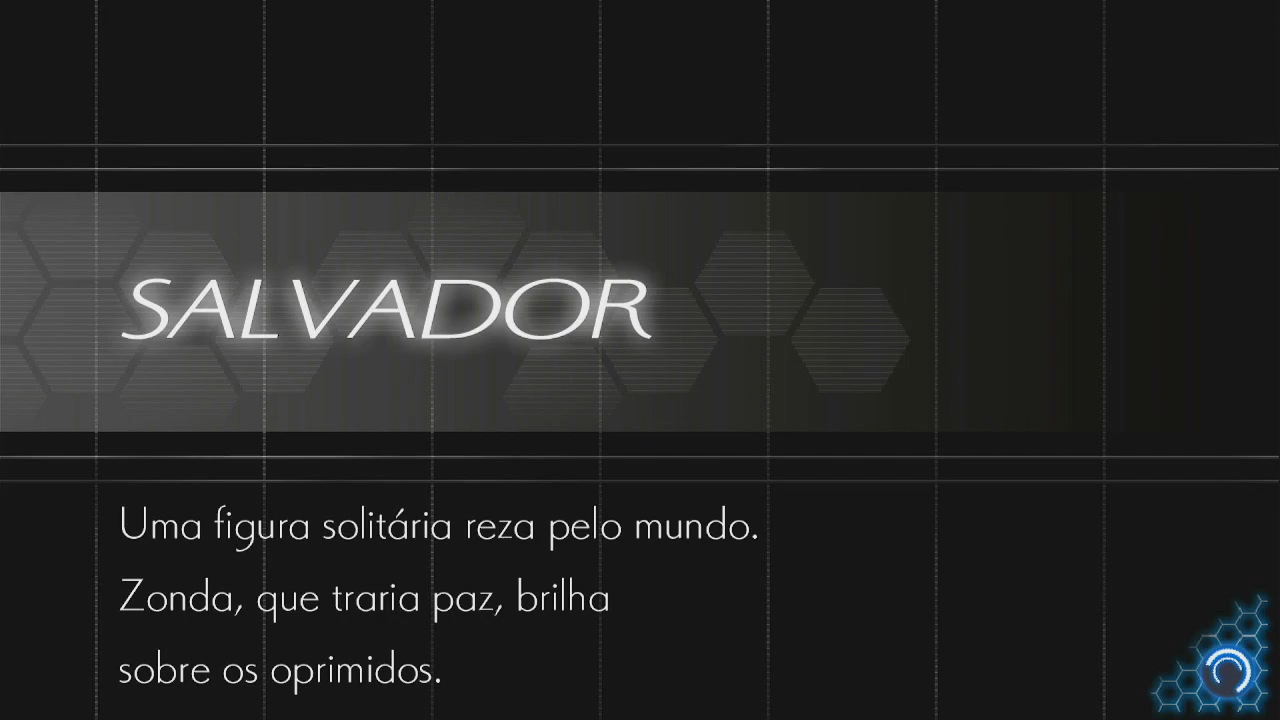 SALVADOR
Uma figura solitária reza pelo mundo.
Zonda, que traria paz, brilha
sobre os oprimidos.